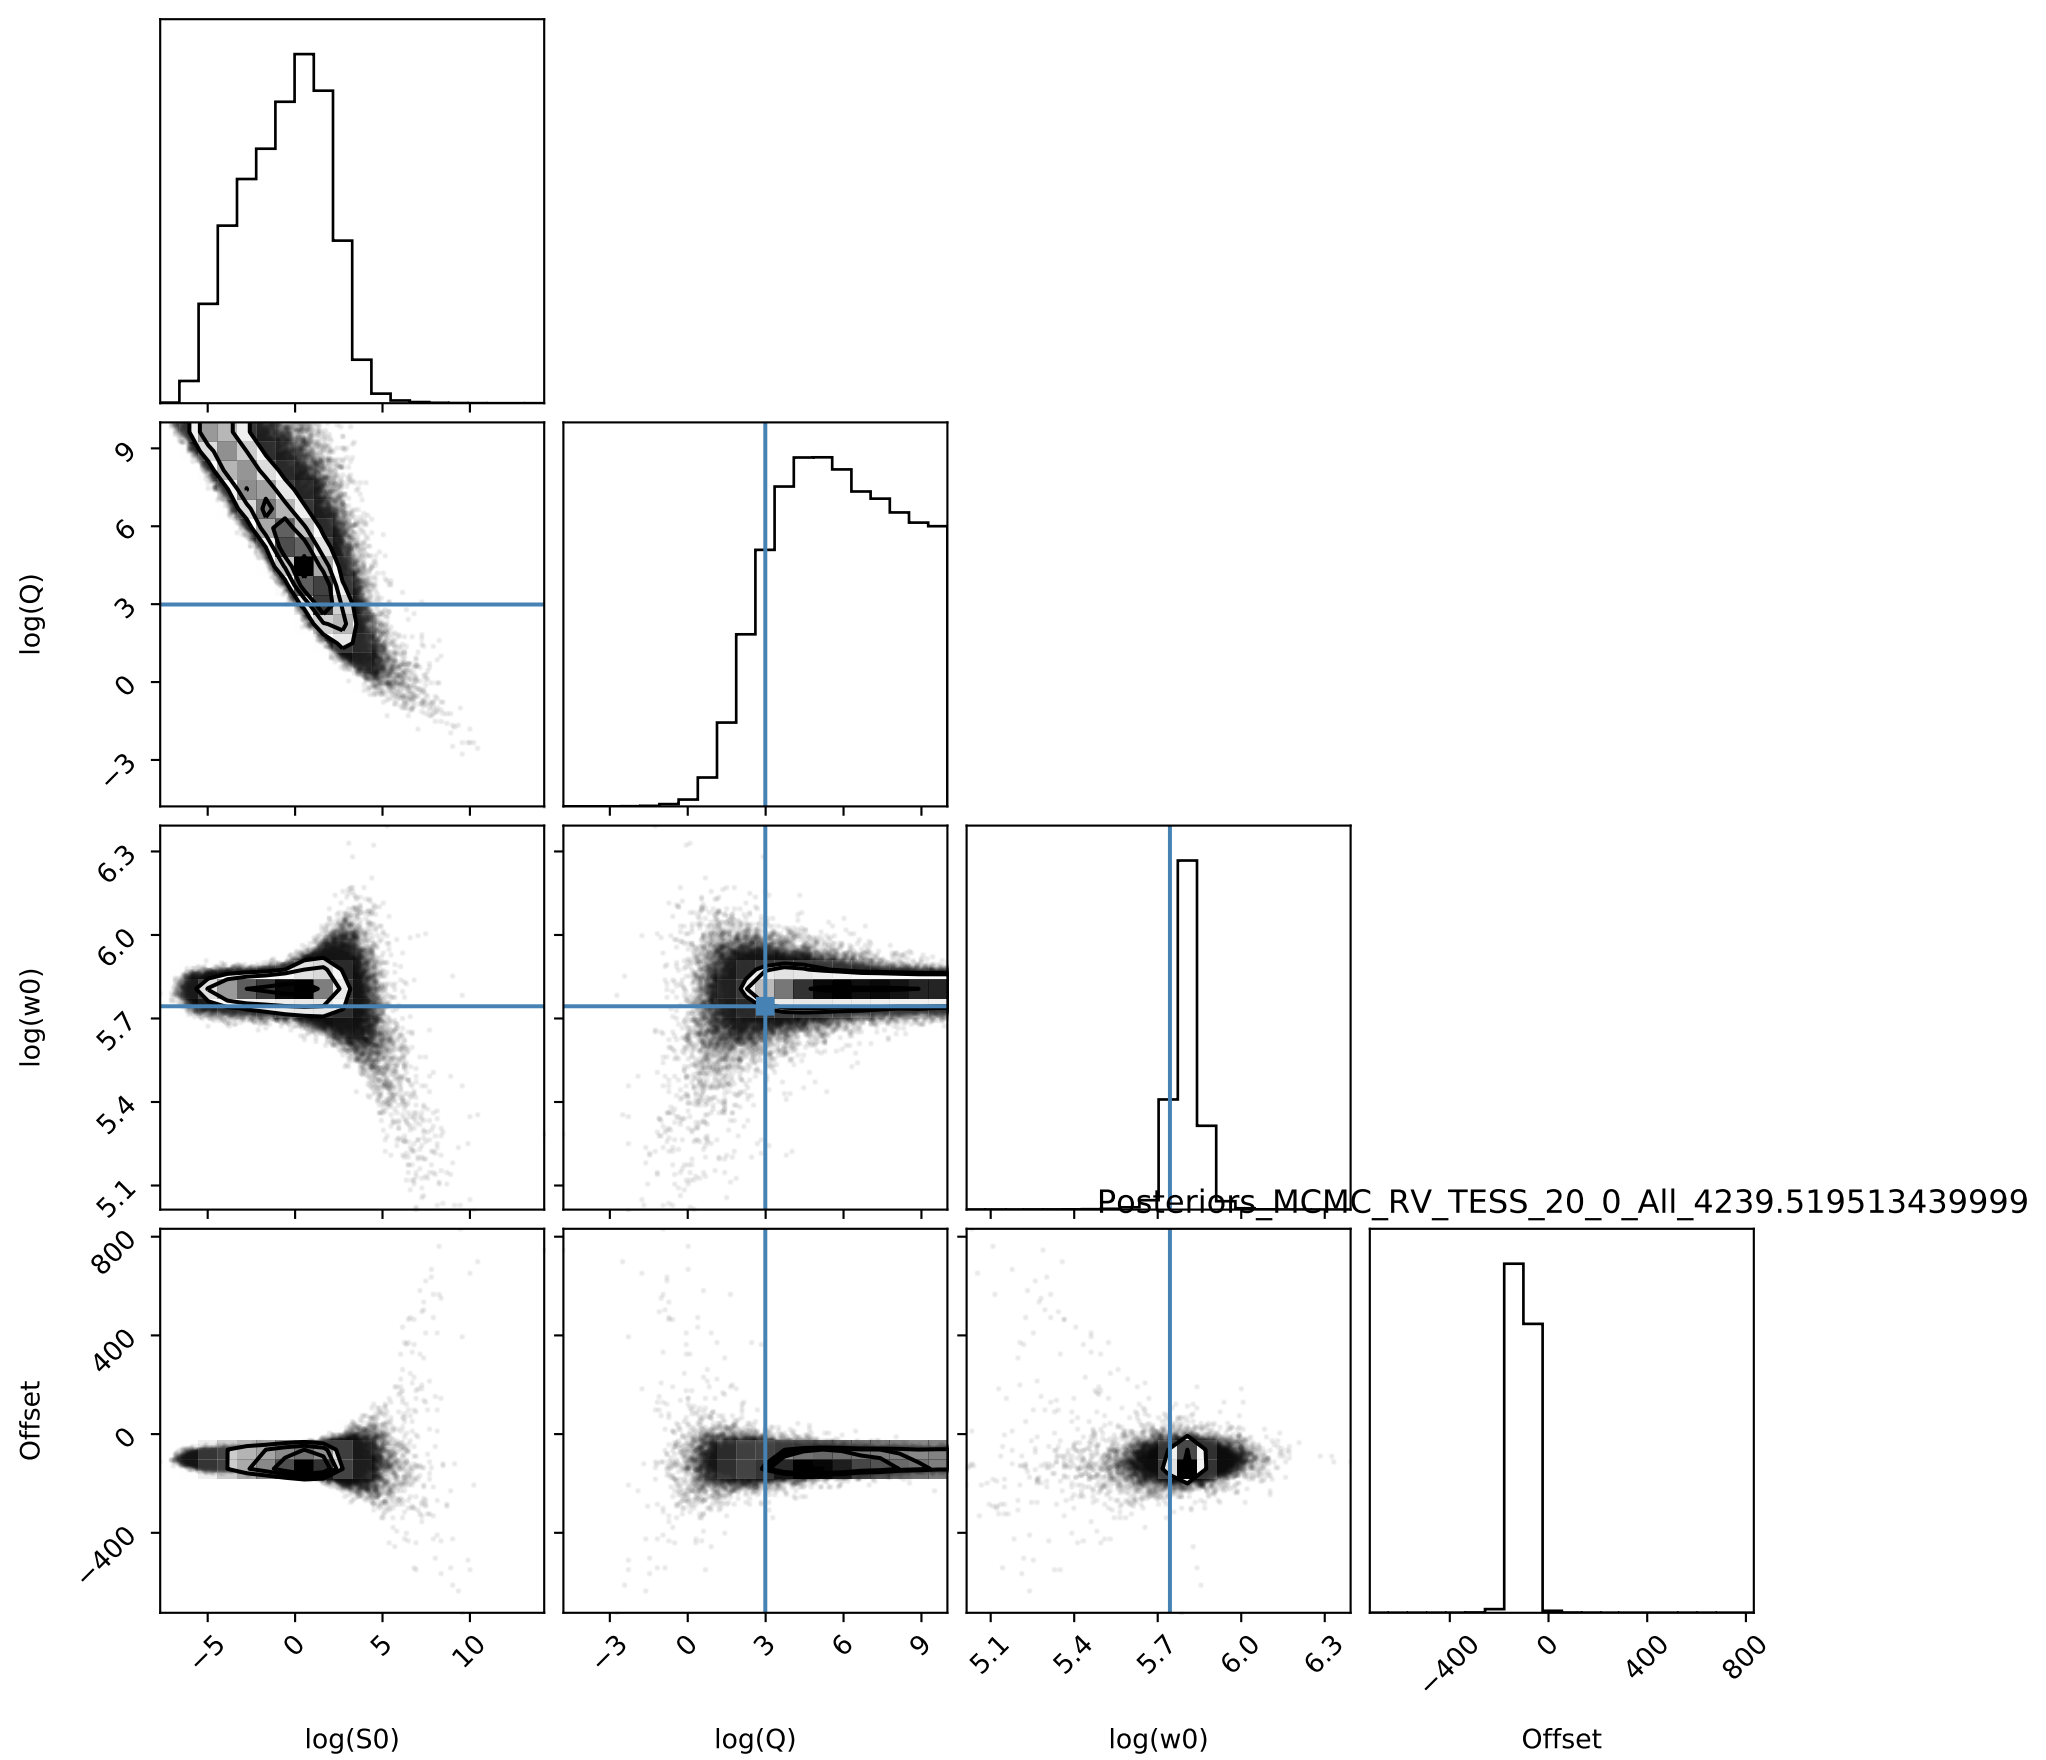 9
6
3
0
−3
log(Q)
6.3
6.0
5.7
5.4
5.1
log(w0)
Posteriors_MCMC_RV_TESS_20_0_All_4239.519513439999
800
400
0
−400
Offset
−5 0 5 10
−3 0 3 6 9
5.1 5.4 5.7 6.0 6.3
−400 0 400 800
log(S0) log(Q) log(w0) Offset